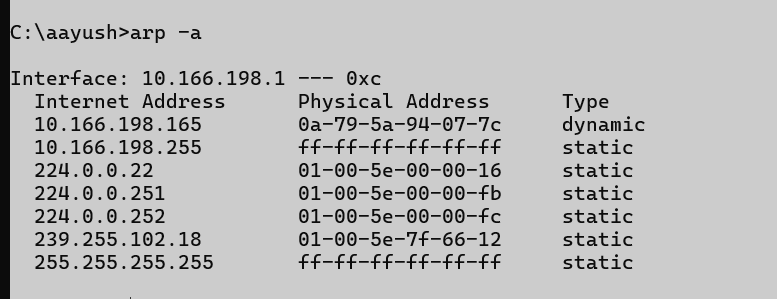 C:\aayush>arp -a
Interface: 10.166.198.1 --- 0xc
Internet Address Physical Address Type
10.166.198.165 0a-79-5a-94-07-7c dynamic
10.166.198.255 ff-ff-ff-ff-ff-ff static
224.0.0.22 01-00-5e-00-00-16 static
224.0.0.251 01-00-5e-00-00-fb static
224.0.0.252 01-00-5e-00-00-fc static
239.255.102.18 01-00-5e-7f-66-12 static
255.255.255.255 ff-ff-ff-ff-ff-ff static